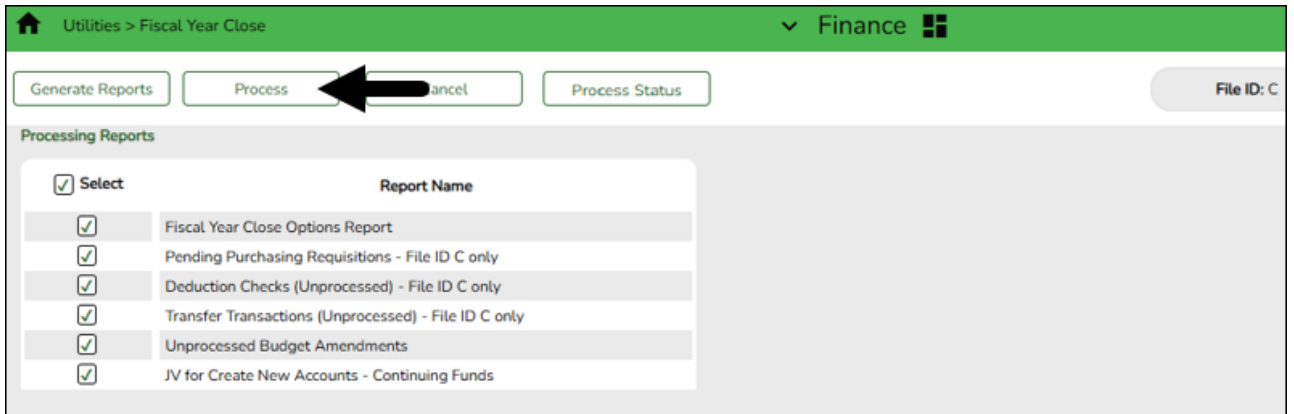 Utilities > Fiscal Year Close
Finance
Generate Reports
Process
ancel
Process Status
File ID: C
Processing Reports
Select
Report Name
Fiscal Year Close Options Report
Pending Purchasing Requisitions - File ID C only
Deduction Checks (Unprocessed) - File ID C only
Transfer Transactions (Unprocessed) - File ID C only
Unprocessed Budget Amendments
JV for Create New Accounts - Continuing Funds